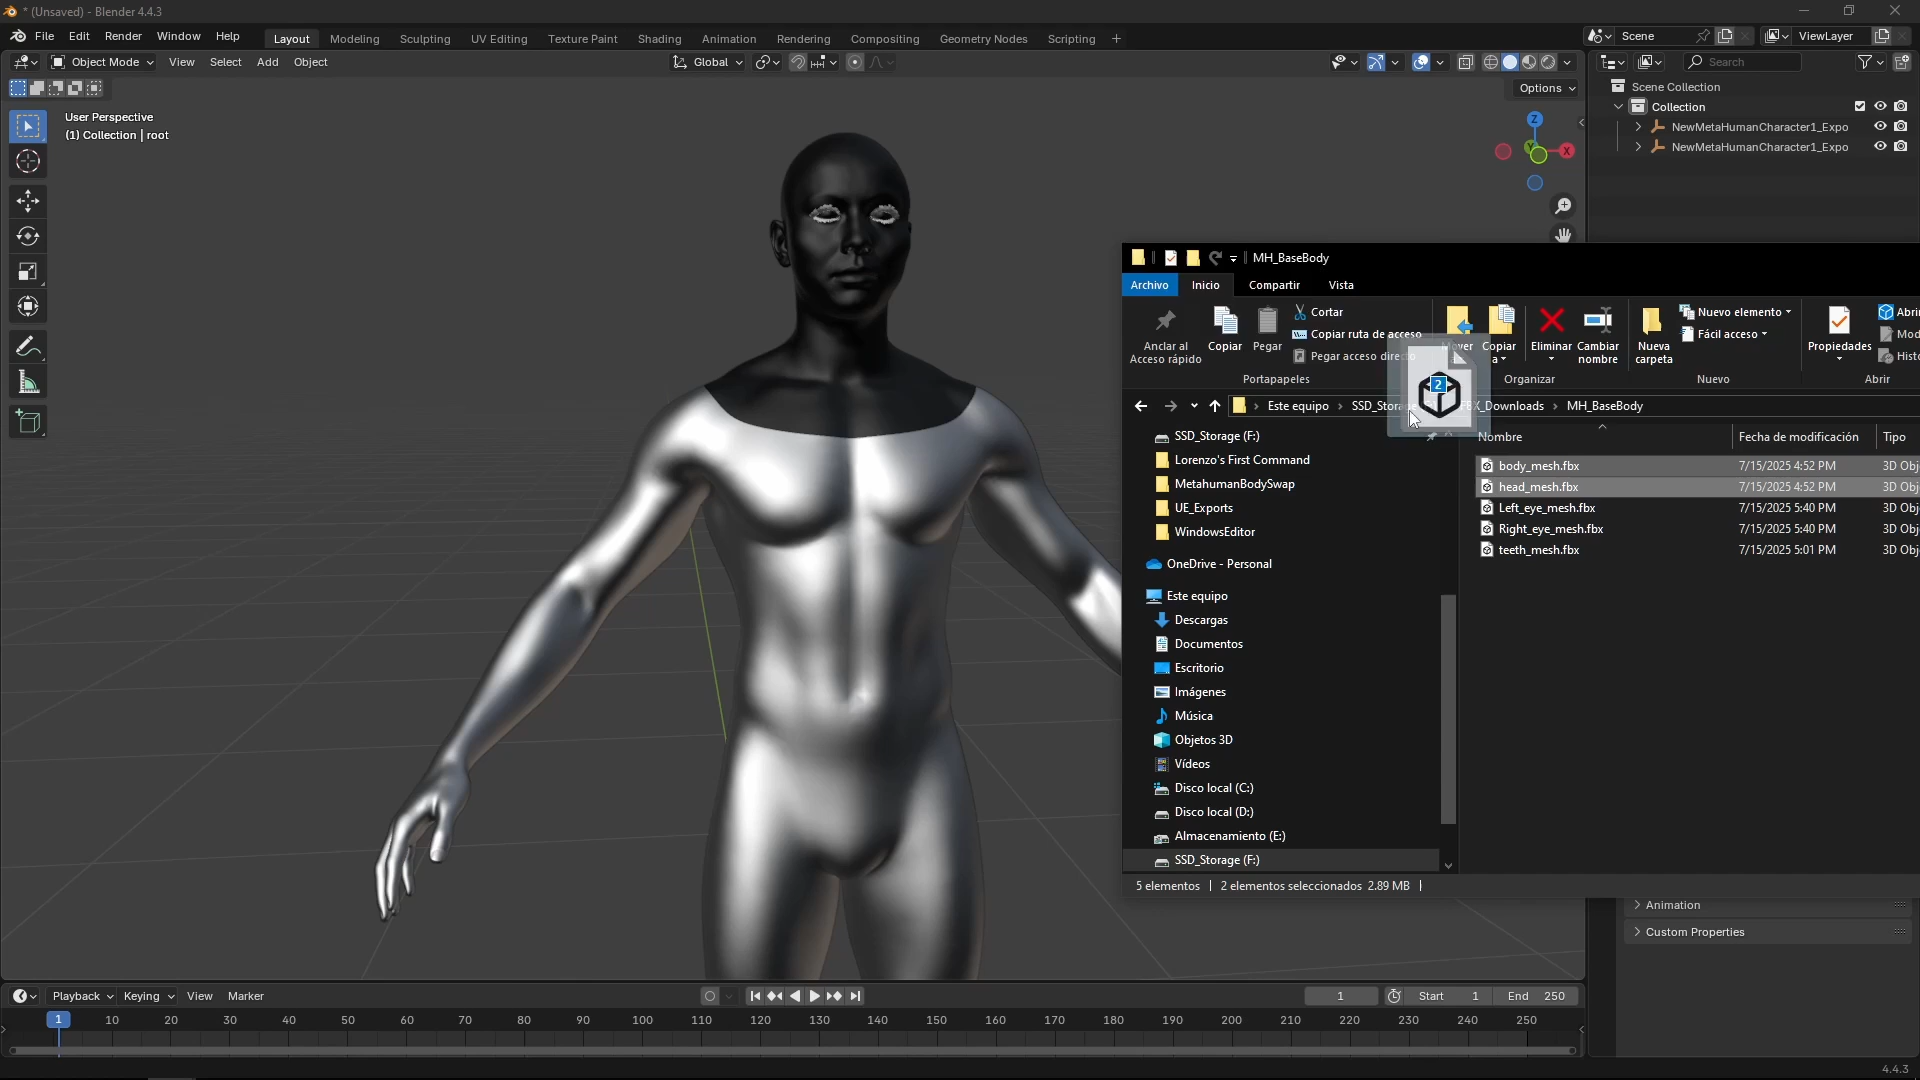 * (Unsaved) - Blender 4.4.3
File Edit Render Window Help
Layout Modeling Sculpting UV Editing Texture Paint Shading Animation Rendering Compositing Geometry Nodes Scripting +
Scene
ViewLayer
Object Mode View Select Add Object
Global
Search
Options
User Perspective
(1) Collection | root
Z
X
Scene Collection
Collection
NewMetaHumanCharacter1_Expo
NewMetaHumanCharacter1_Expo
MH_BaseBody
Archivo Inicio Compartir Vista
Anclar al
Acceso rápido
Copiar
Pegar
Cortar
Copiar ruta de acceso
Pegar acceso directo
Portapapeles
Copiar
a
Eliminar
Cambiar
nombre
Organizar
Nueva
carpeta
Nuevo elemento
Fácil acceso
Nuevo
Propiedades
Abri
Mod
Histo
Abrir
2
Este equipo
MH_BaseBody
Nombre Fecha de modificación Tipo
body_mesh.fbx 7/15/2025 4:52 PM 3D Obj
head_mesh.fbx 7/15/2025 4:52 PM 3D Obj
Left_eye_mesh.fbx 7/15/2025 5:40 PM 3D Obj
Right_eye_mesh.fbx 7/15/2025 5:40 PM 3D Obj
teeth_mesh.fbx 7/15/2025 5:01 PM 3D Obj
SSD_Storage (F:)
Lorenzo's First Command
MetahumanBodySwap
UE_Exports
WindowsEditor
OneDrive - Personal
Este equipo
Descargas
Documentos
Escritorio
Imágenes
Música
Objetos 3D
Vídeos
Disco local (C:)
Disco local (D:)
Almacenamiento (E:)
SSD_Storage (F:)
5 elementos | 2 elementos seleccionados 2.89 MB |
Animation
Custom Properties
Playback Keying View Marker
1
Start 1 End 250
1 10 20 30 40 50 60 70 80 90 100 110 120 130 140 150 160 170 180 190 200 210 220 230 240 250
4.4.3